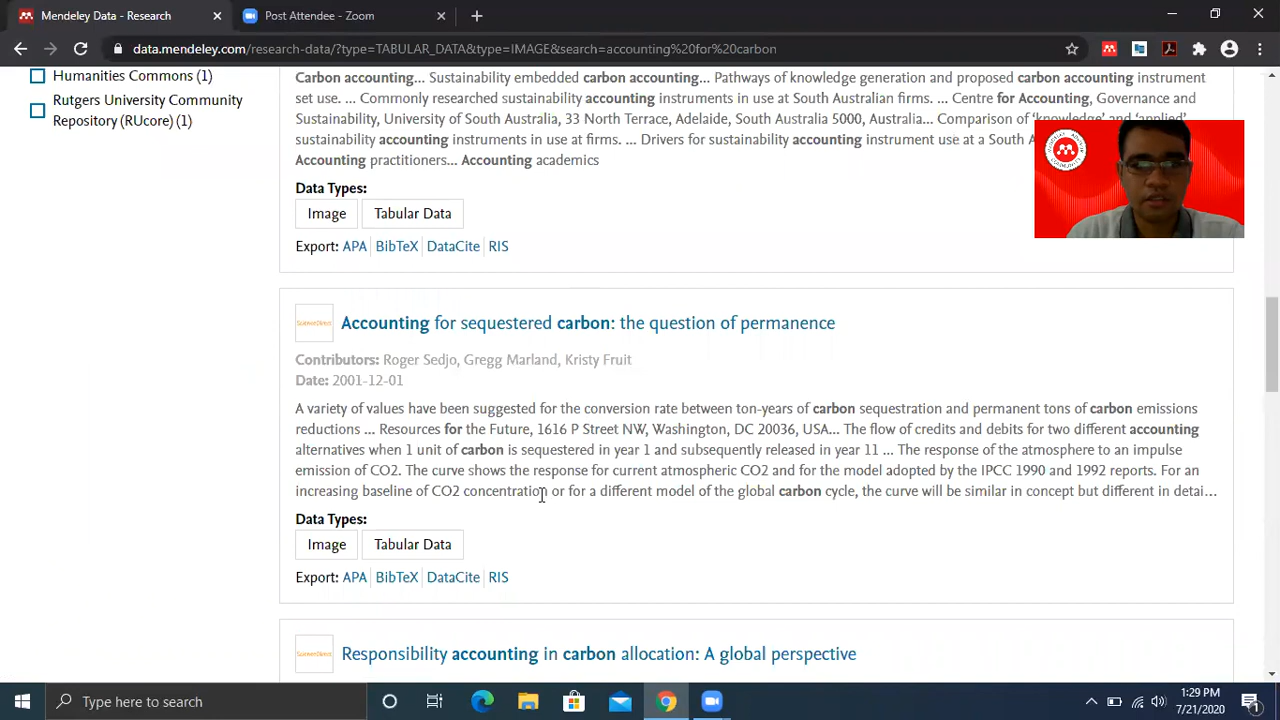 Mendeley Data - Research
Post Attendee - Zoom
data.mendeley.com/research-data/?type=TABULAR_DATA&type=IMAGE&search=accounting%20for%20carbon
Humanities Commons (1)
Rutgers University Community
Repository (RUcore) (1)
Carbon accounting... Sustainability embedded carbon accounting... Pathways of knowledge generation and proposed carbon accounting instrument
set use. ... Commonly researched sustainability accounting instruments in use at South Australian firms. ... Centre for Accounting, Governance and
Sustainability, University of South Australia, 33 North Terrace, Adelaide, South Australia 5000, Australia... Comparison of 'knowledge' and 'applied'
sustainability accounting instruments in use at firms. ... Drivers for sustainability accounting instrument use at a South
Accounting practitioners... Accounting academics
Data Types:
Image
Tabular Data
Export: APA BibTeX DataCite RIS
ScienceDirect
Accounting for sequestered carbon: the question of permanence
Contributors: Roger Sedjo, Gregg Marland, Kristy Fruit
Date: 2001-12-01
A variety of values have been suggested for the conversion rate between ton-years of carbon sequestration and permanent tons of carbon emissions
reductions ... Resources for the Future, 1616 P Street NW, Washington, DC 20036, USA... The flow of credits and debits for two different accounting
alternatives when 1 unit of carbon is sequestered in year 1 and subsequently released in year 11 ... The response of the atmosphere to an impulse
emission of CO2. The curve shows the response for current atmospheric CO2 and for the model adopted by the IPCC 1990 and 1992 reports. For an
increasing baseline of CO2 concentration or for a different model of the global carbon cycle, the curve will be similar in concept but different in detai...
Data Types:
Image
Tabular Data
Export: APA BibTeX DataCite RIS
ScienceDirect
Responsibility accounting in carbon allocation: A global perspective
Type here to search
1:29 PM
7/21/2020